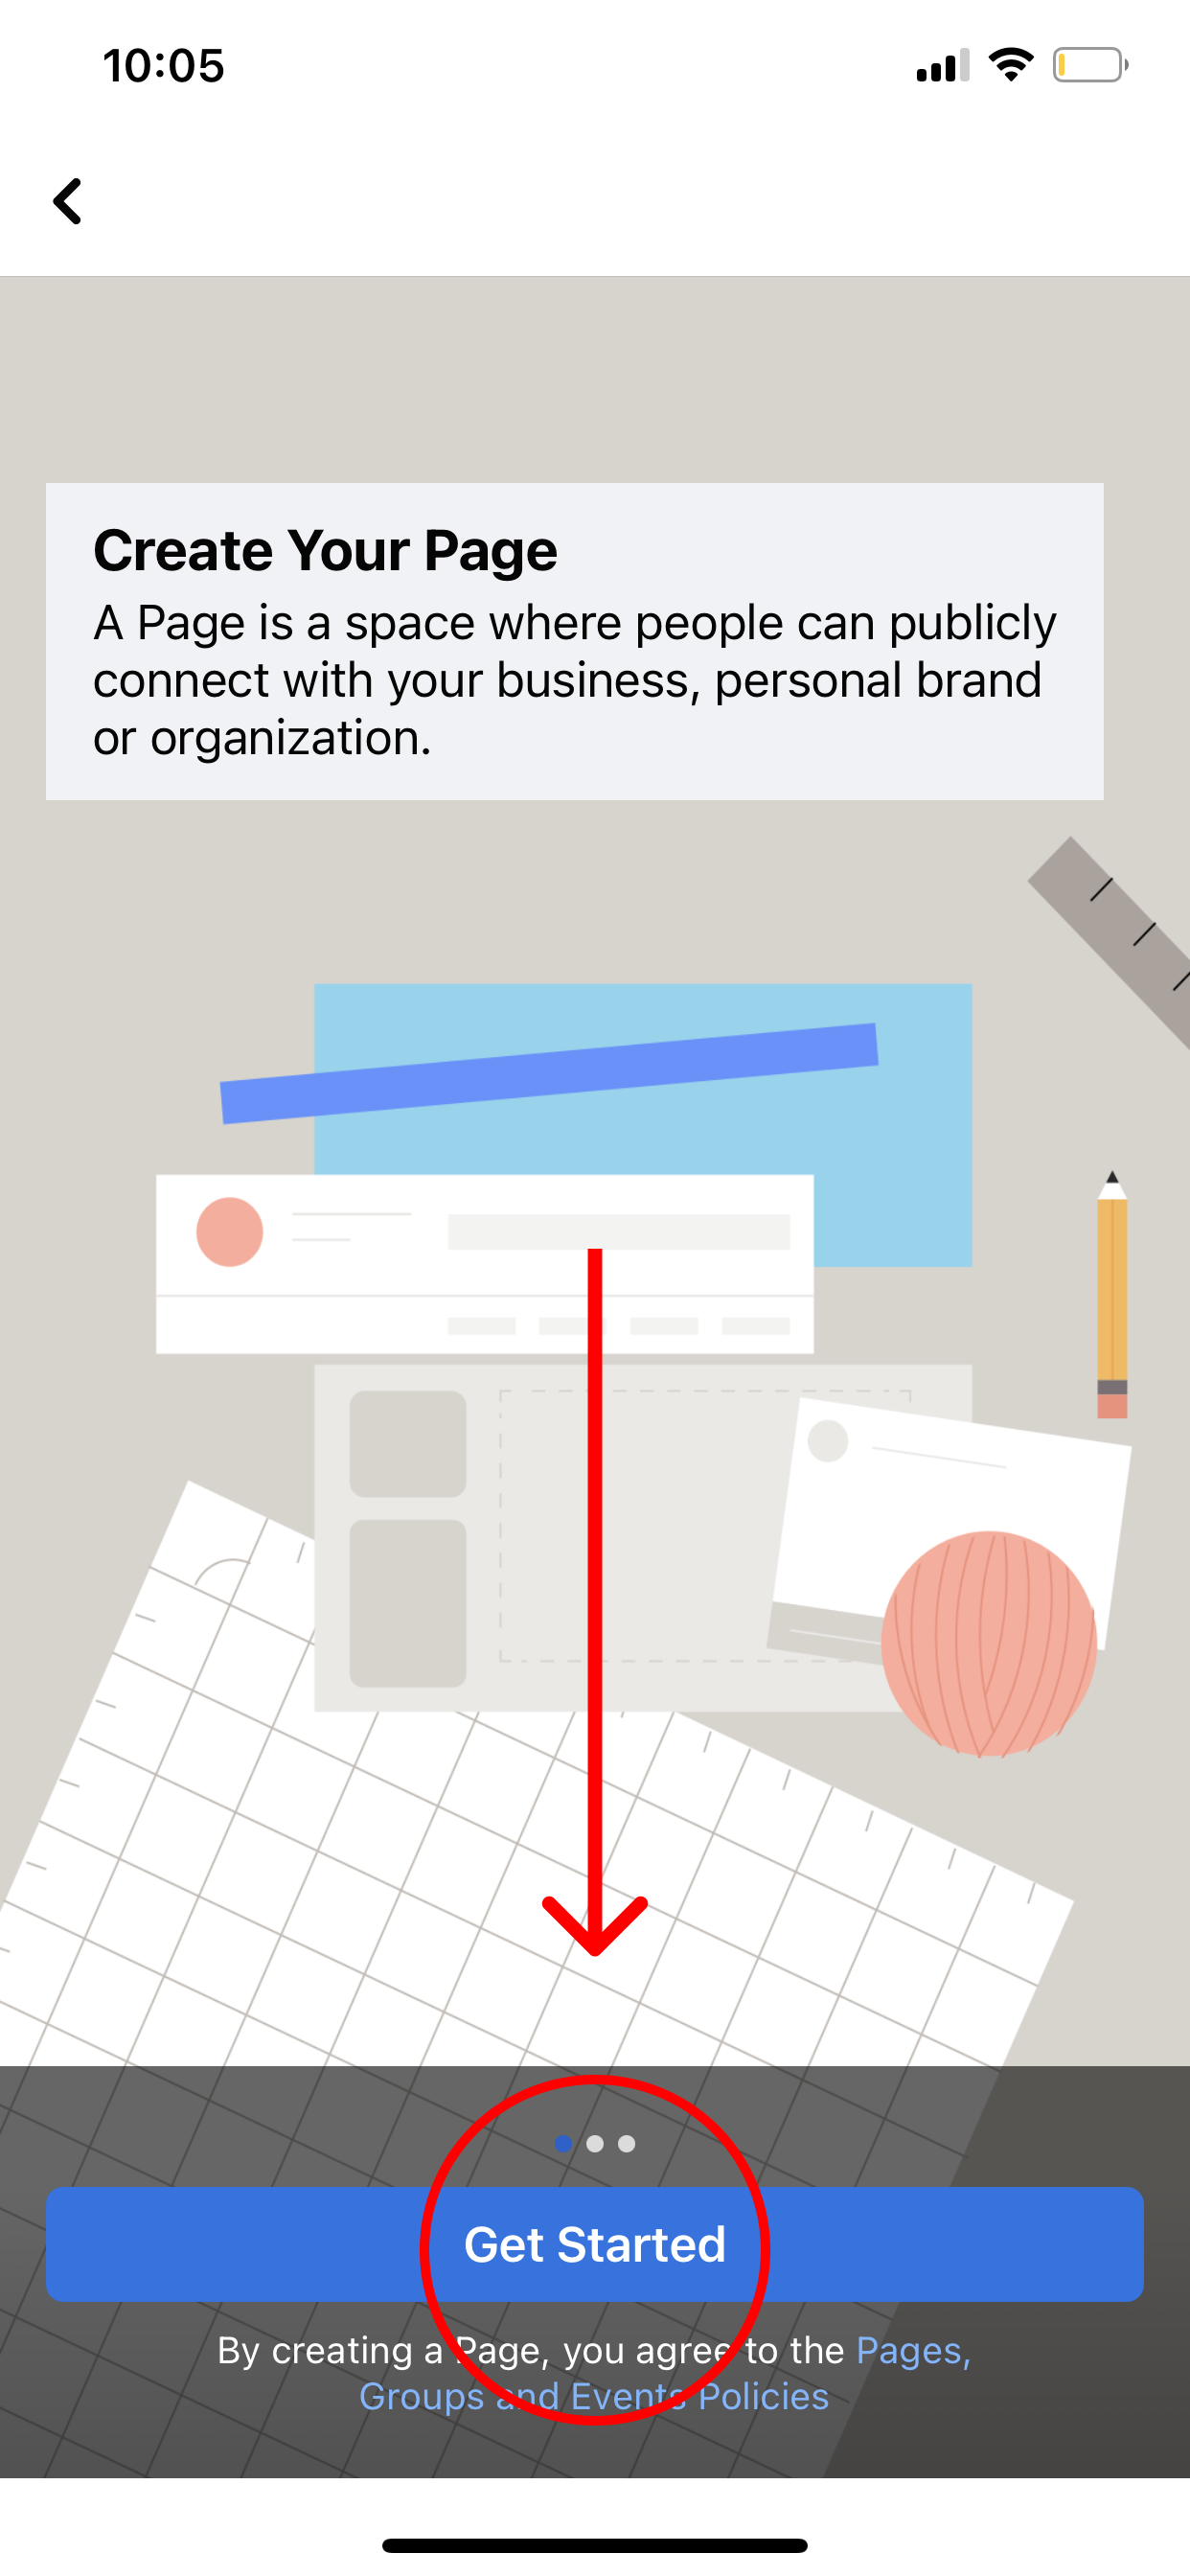 10:05
Create Your Page
A Page is a space where people can publicly
connect with your business, personal brand
or organization.
Get Started
By creating a Page, you agree to the Pages,
Groups and Events Policies